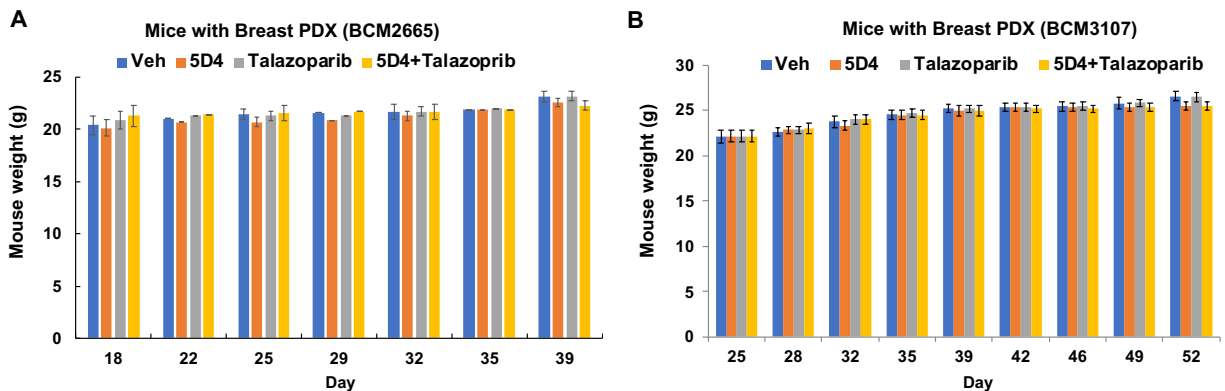 A
Mice with Breast PDX (BCM2665)
Veh 5D4 Talazoparib 5D4+Talazoprib
Mouse weight (g)
25
20
15
10
5
0
18 22 25 29 32 35 39
Day
B
Mice with Breast PDX (BCM3107)
Veh 5D4 Talazoparib 5D4+Talazoparib
Mouse weight (g)
30
25
20
15
10
5
0
25 28 32 35 39 42 46 49 52
Day